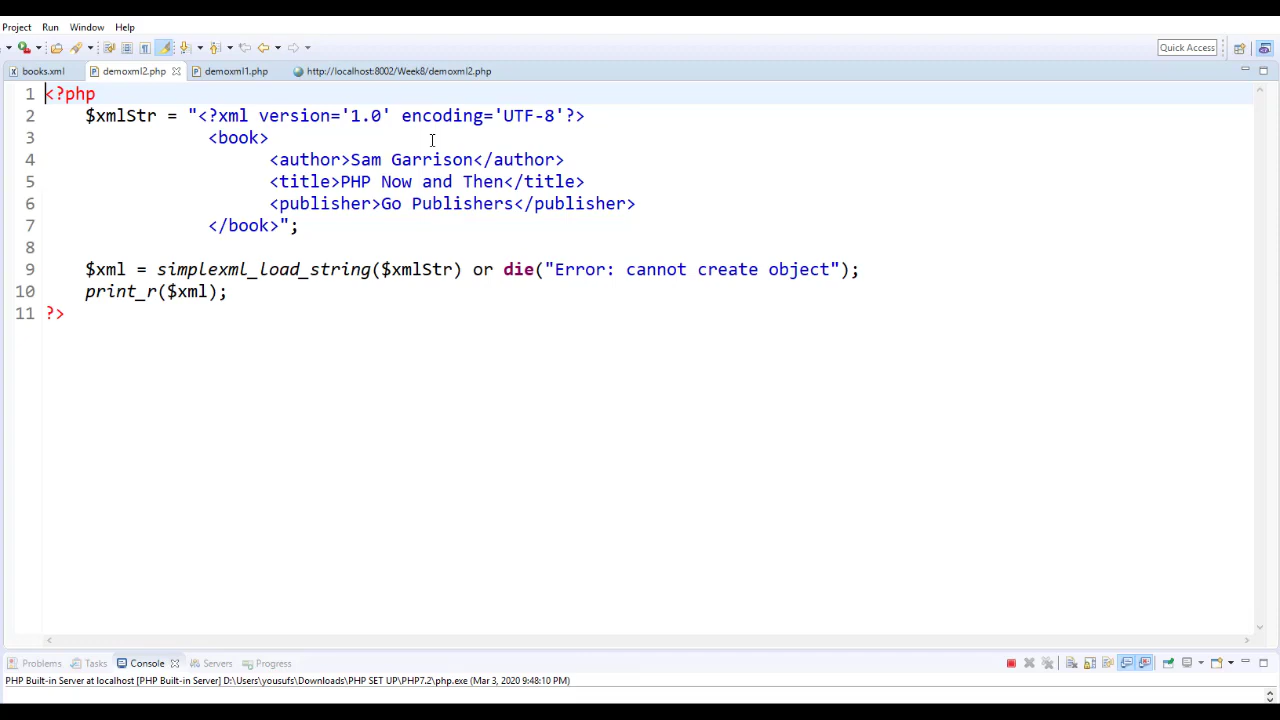 Project Run Window Help
Quick Access
books.xml demoxml2.php demoxml1.php http://localhost:8002/Week8/demoxml2.php
1 <?php
2 $xmlStr = "<?xml version='1.0' encoding='UTF-8'?>
3 <book>
4 <author>Sam Garrison</author>
5 <title>PHP Now and Then</title>
6 <publisher>Go Publishers</publisher>
7 </book>";
8
9 $xml = simplexml_load_string($xmlStr) or die("Error: cannot create object");
10 print_r($xml);
11 ?>
Problems Tasks Console Servers Progress
PHP Built-in Server at localhost [PHP Built-in Server] D:\Users\yousufs\Downloads\PHP SET UP\PHP7.2\php.exe (Mar 3, 2020 9:48:10 PM)